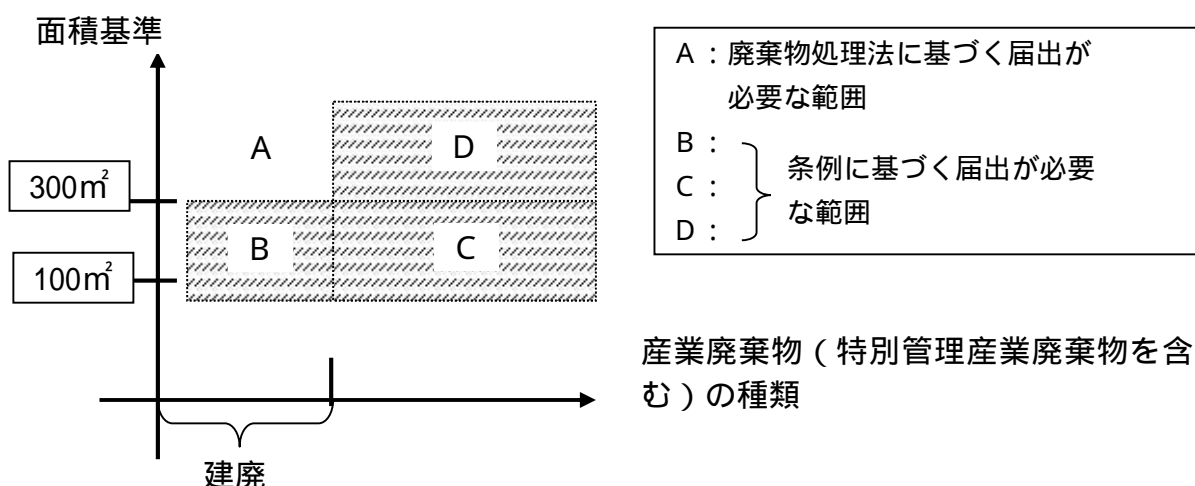 面積基準
A:廃棄物処理法に基づく届出が
必要な範囲
B:
C:
D:
条例に基づく届出が必要
な範囲
A
D
300㎡
B
C
100㎡
産業廃棄物(特別管理産業廃棄物を含
む)の種類
建廃